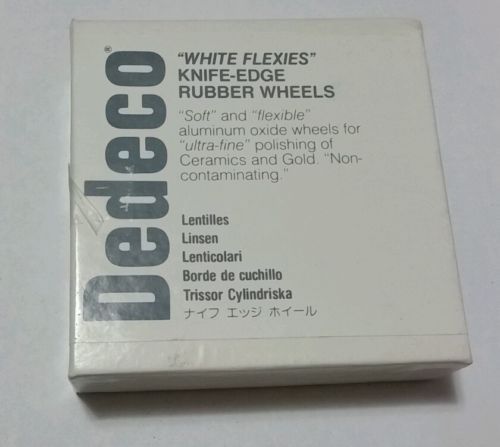 Dedeco®
"WHITE FLEXIES"
KNIFE-EDGE
RUBBER WHEELS
"Soft" and "flexible"
aluminum oxide wheels for
"ultra-fine" polishing of
Ceramics and Gold. "Non-
contaminating."
Lentilles
Linsen
Lenticolari
Borde de cuchillo
Trissor Cylindriska
ナイフ エッジ ホイール